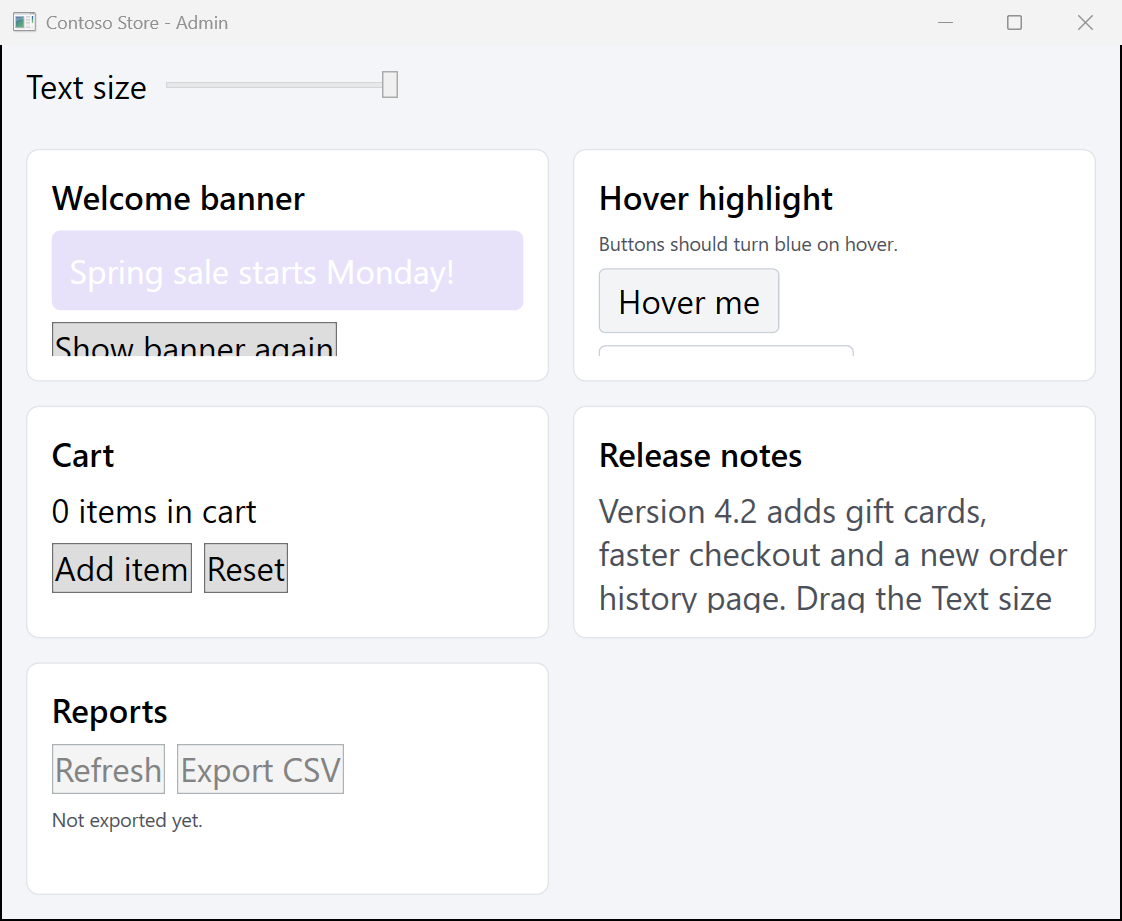 Contoso Store - Admin
Text size
Welcome banner
Spring sale starts Monday!
Show banner again
Hover highlight
Buttons should turn blue on hover.
Hover me
Cart
0 items in cart
Add item
Reset
Release notes
Version 4.2 adds gift cards,
faster checkout and a new order
history page. Drag the Text size
Reports
Refresh
Export CSV
Not exported yet.